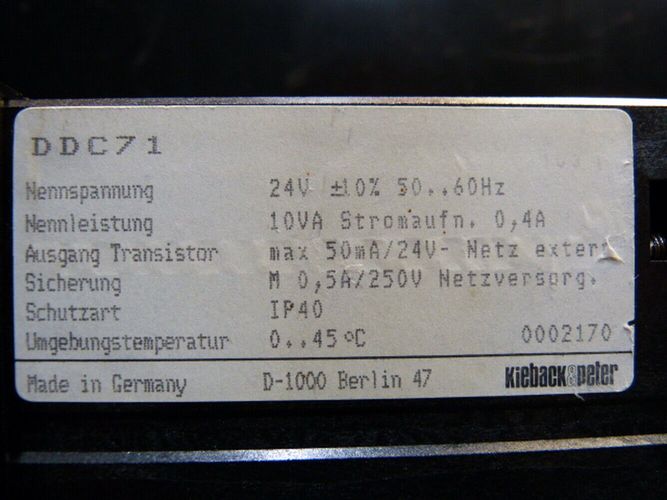 DDC71
Nennspannung 24V ±10% 50..60Hz
Nennleistung 10VA Stromaufn. 0,4A
Ausgang Transistor max 50mA/24V- Netz extern
Sicherung M 0,5A/250V Netzversorg.
Schutzart IP40
Umgebungstemperatur 0..45°C 0002170
Made in Germany D-1000 Berlin 47 kieback&peter